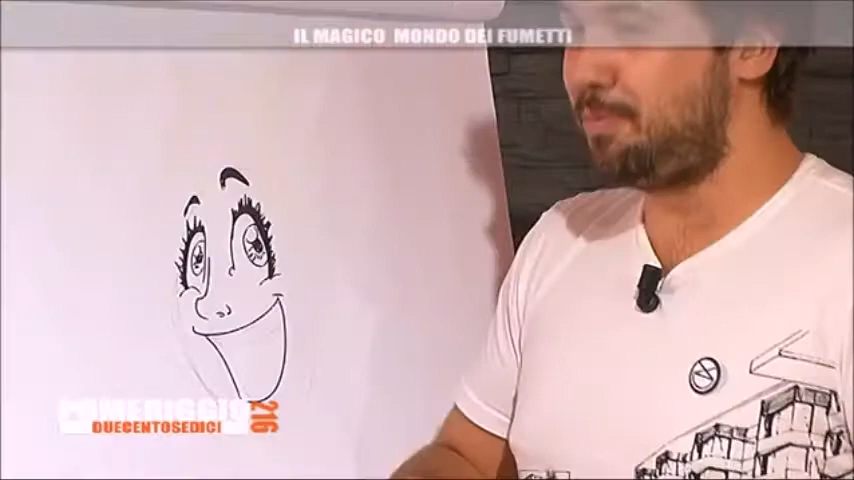 IL MAGICO MONDO DEI FUMETTI
POMERIGGIO
DUECENTOSEDICI
216